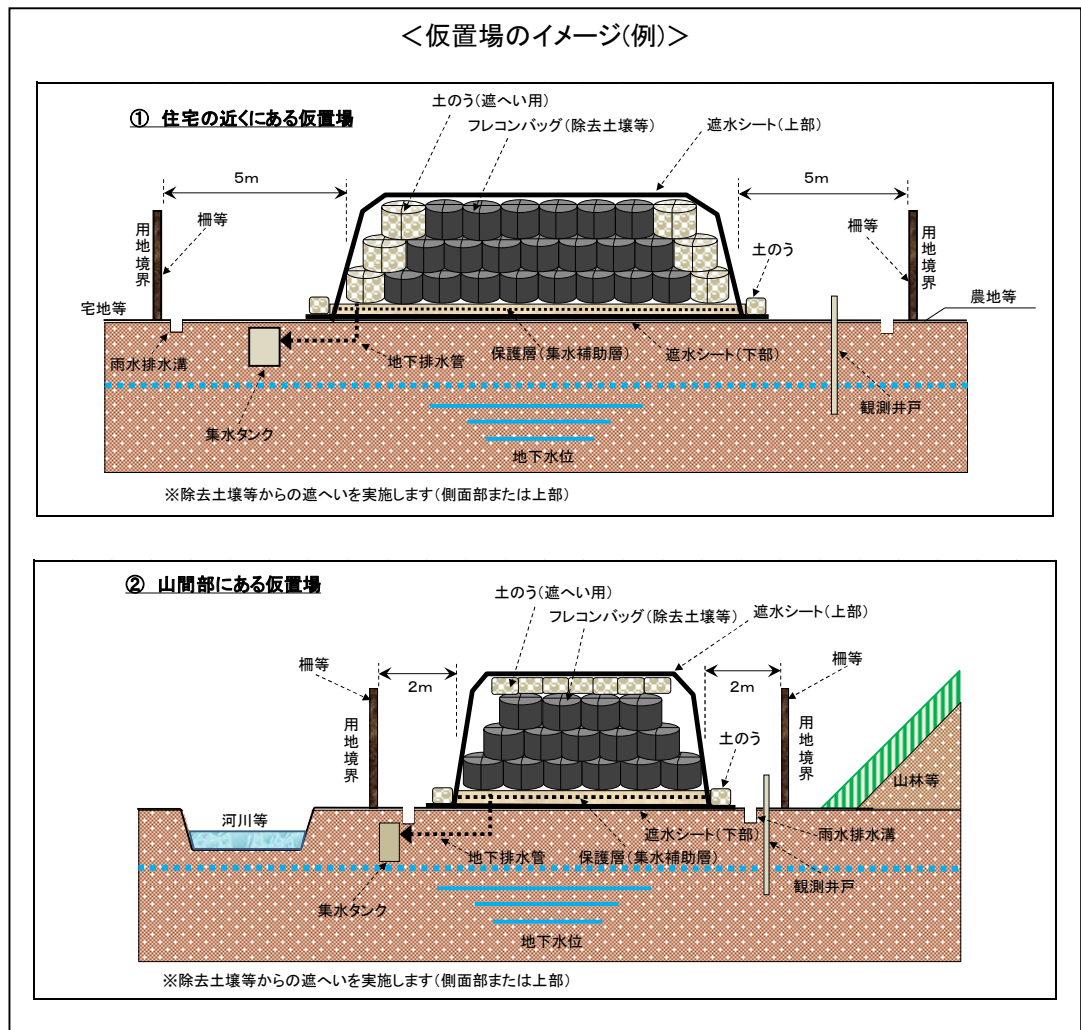 ＜仮置場のイメージ(例)＞
① 住宅の近くにある仮置場
土のう(遮へい用)
フレコンバッグ(除去土壌等)
遮水シート(上部)
5m
5m
柵等
柵等
用地境界
用地境界
土のう
宅地等
農地等
雨水排水溝
地下排水管
保護層(集水補助層)
遮水シート(下部)
集水タンク
観測井戸
地下水位
※除去土壌等からの遮へいを実施します(側面部または上部)
② 山間部にある仮置場
土のう(遮へい用)
フレコンバッグ(除去土壌等)
遮水シート(上部)
柵等
2m
2m
柵等
用地境界
用地境界
土のう
山林等
河川等
地下排水管
保護層(集水補助層)
遮水シート(下部)
雨水排水溝
集水タンク
観測井戸
地下水位
※除去土壌等からの遮へいを実施します(側面部または上部)